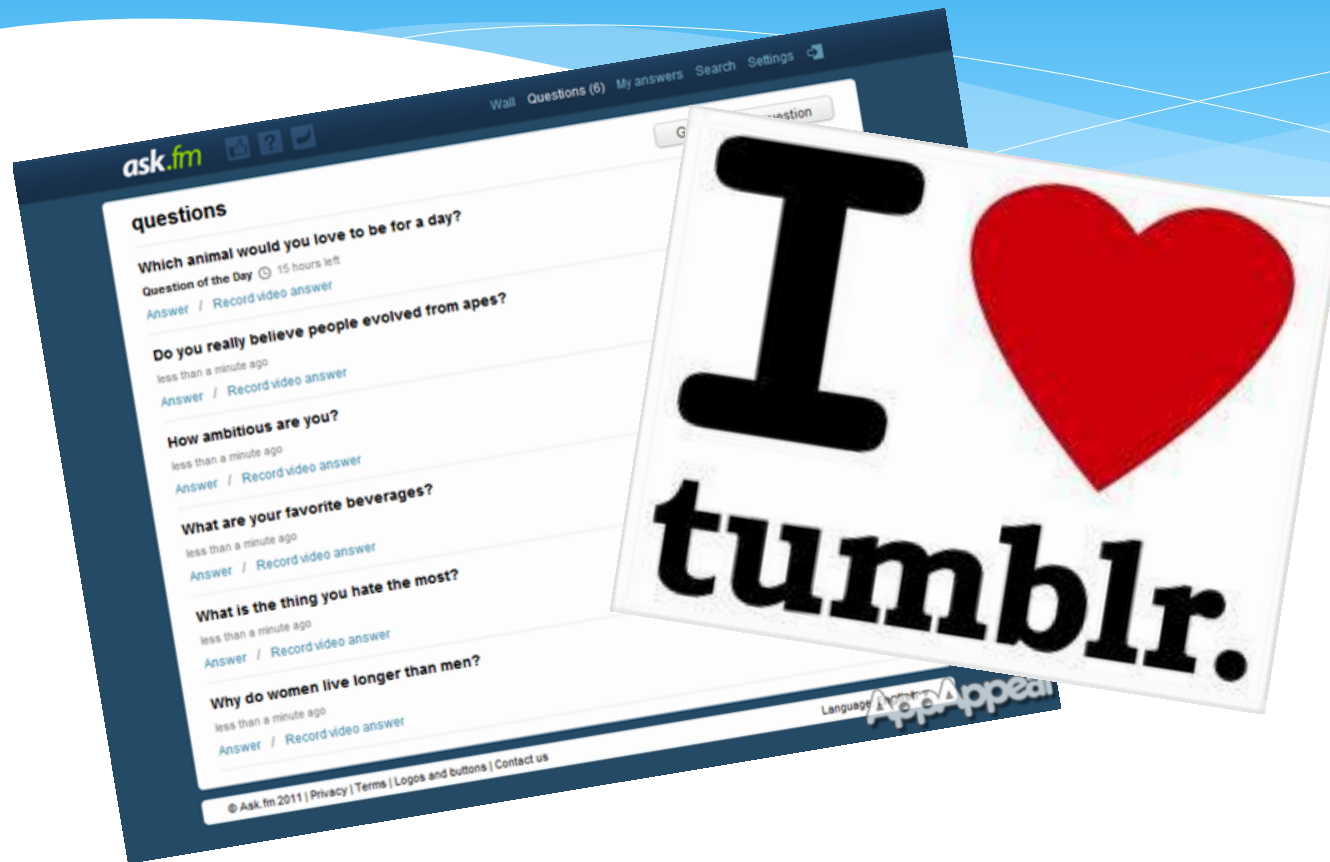 Wall Questions (6) My answers Search Settings
ask.fm
questions
Which animal would you love to be for a day?
Question of the Day 15 hours left
Answer / Record video answer
Do you really believe people evolved from apes?
less than a minute ago
Answer / Record video answer
How ambitious are you?
less than a minute ago
Answer / Record video answer
What are your favorite beverages?
less than a minute ago
Answer / Record video answer
What is the thing you hate the most?
less than a minute ago
Answer / Record video answer
Why do women live longer than men?
less than a minute ago
Answer / Record video answer
© Ask.fm 2011 | Privacy | Terms | Logos and buttons | Contact us
Language
AppAppeal
I
tumblr.